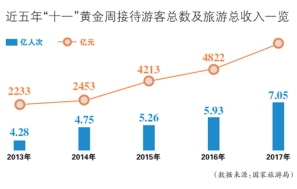 近五年“十一”黄金周接待游客总数及旅游总收入一览
亿人次 亿元
2233 2453 4213 4822
4.28 4.75 5.26 5.93 7.05
2013年 2014年 2015年 2016年 2017年
(数据来源:国家旅游局)